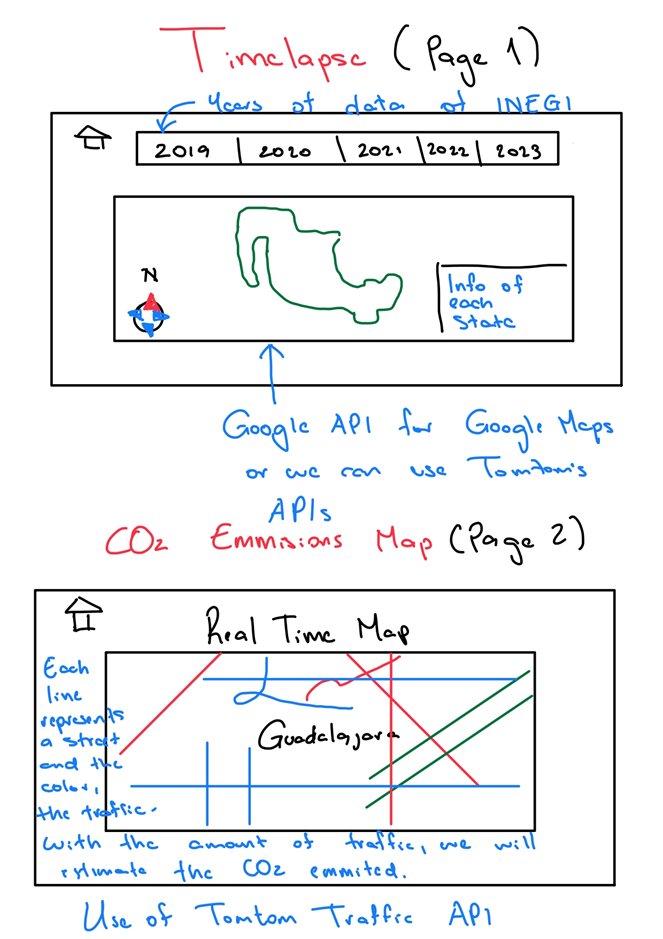 Timelapse (Page 1)
Years of data of INEGI
2019 | 2020 | 2021 | 2022 | 2023
N
Info of
each
state
Google API for Google Maps
or we can use Tomtom's
APIs
CO2 Emmisions Map (Page 2)
Real Time Map
Each
line
represents
a street
and the
color,
the traffic.
Guadalajara
With the amount of traffic, we will
estimate the CO2 emmited.
Use of Tomtom Traffic API